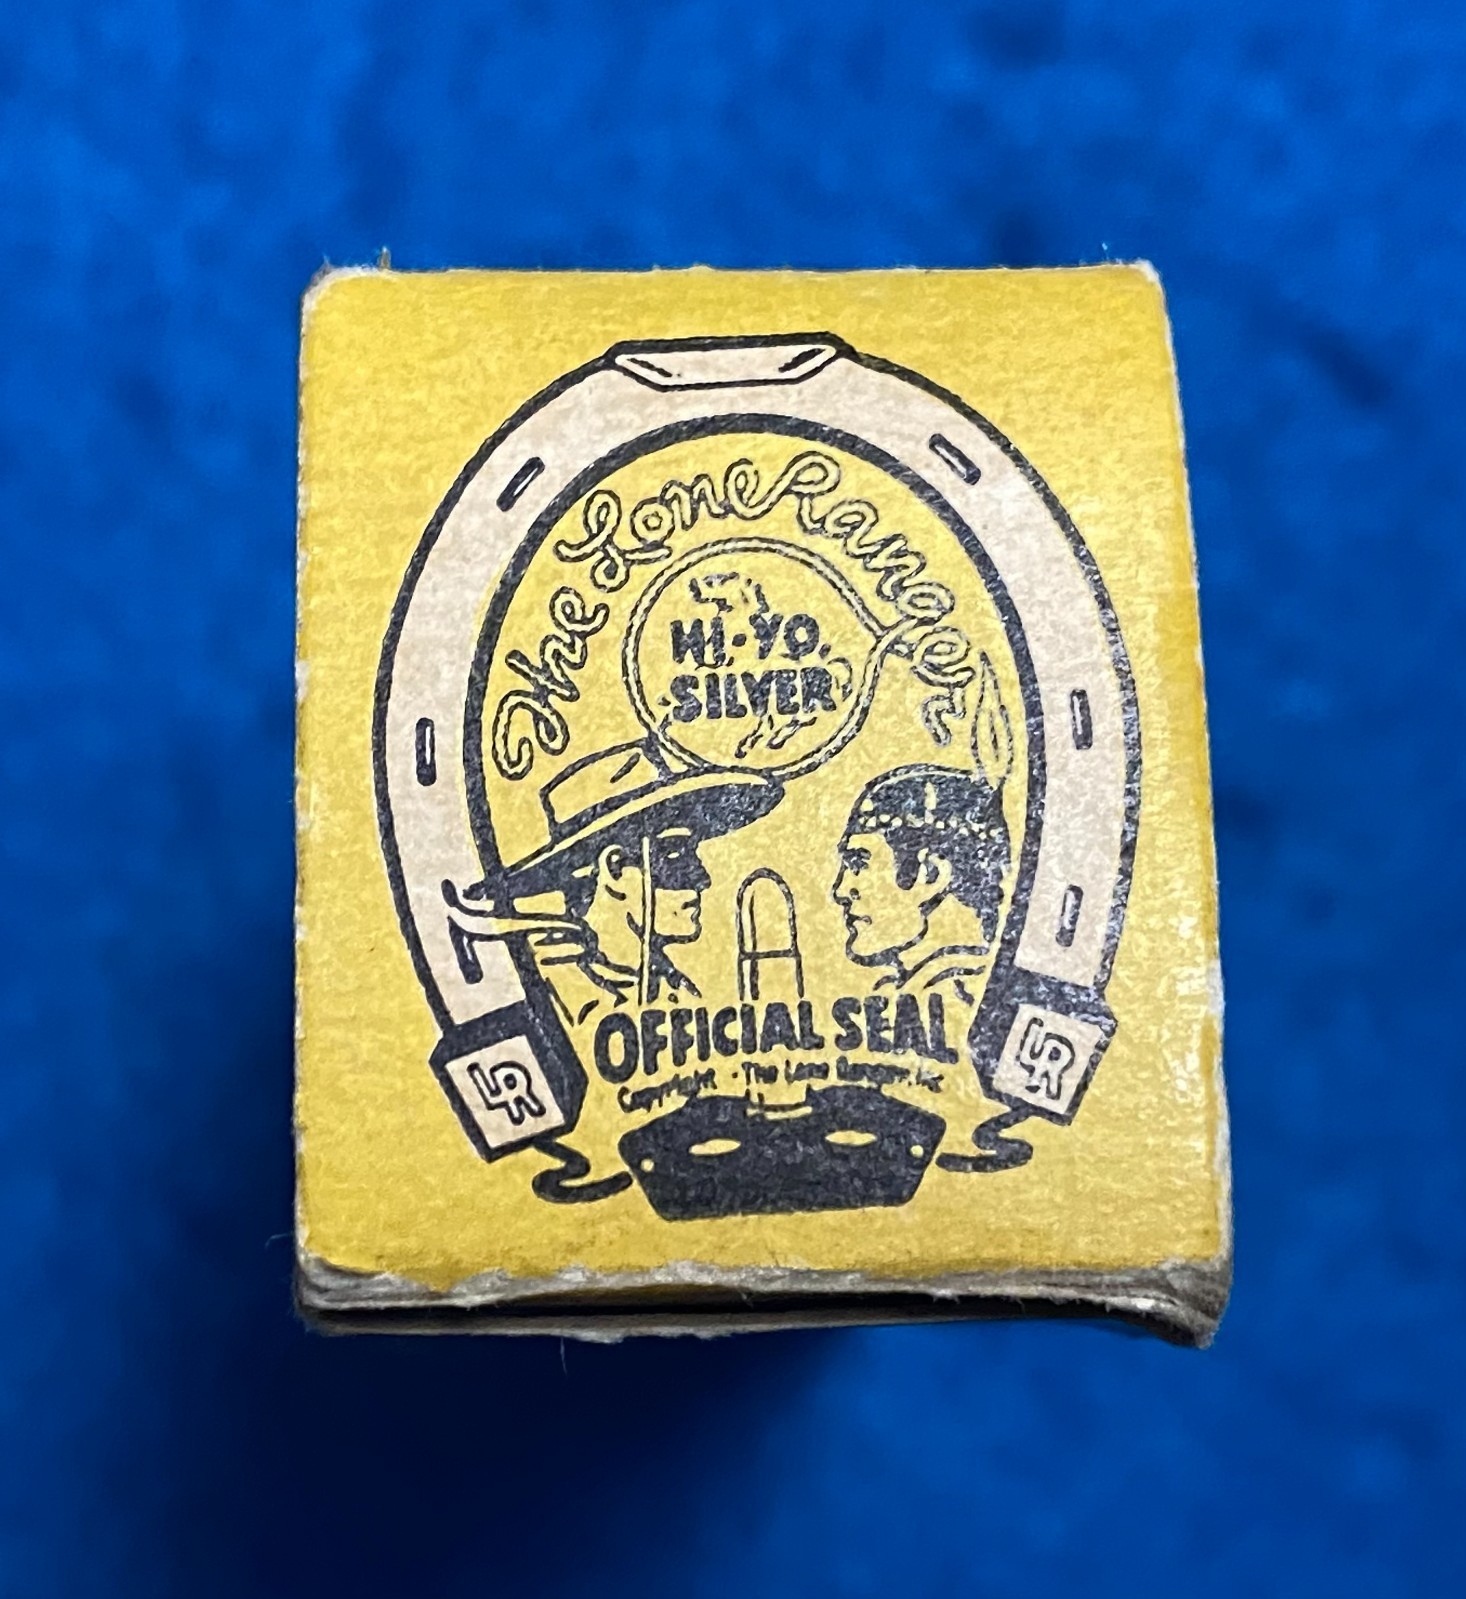 The Lone Ranger
HI-YO,
SILVER
OFFICIAL SEAL
Copyright · The Lone Ranger, Inc
LR
LR